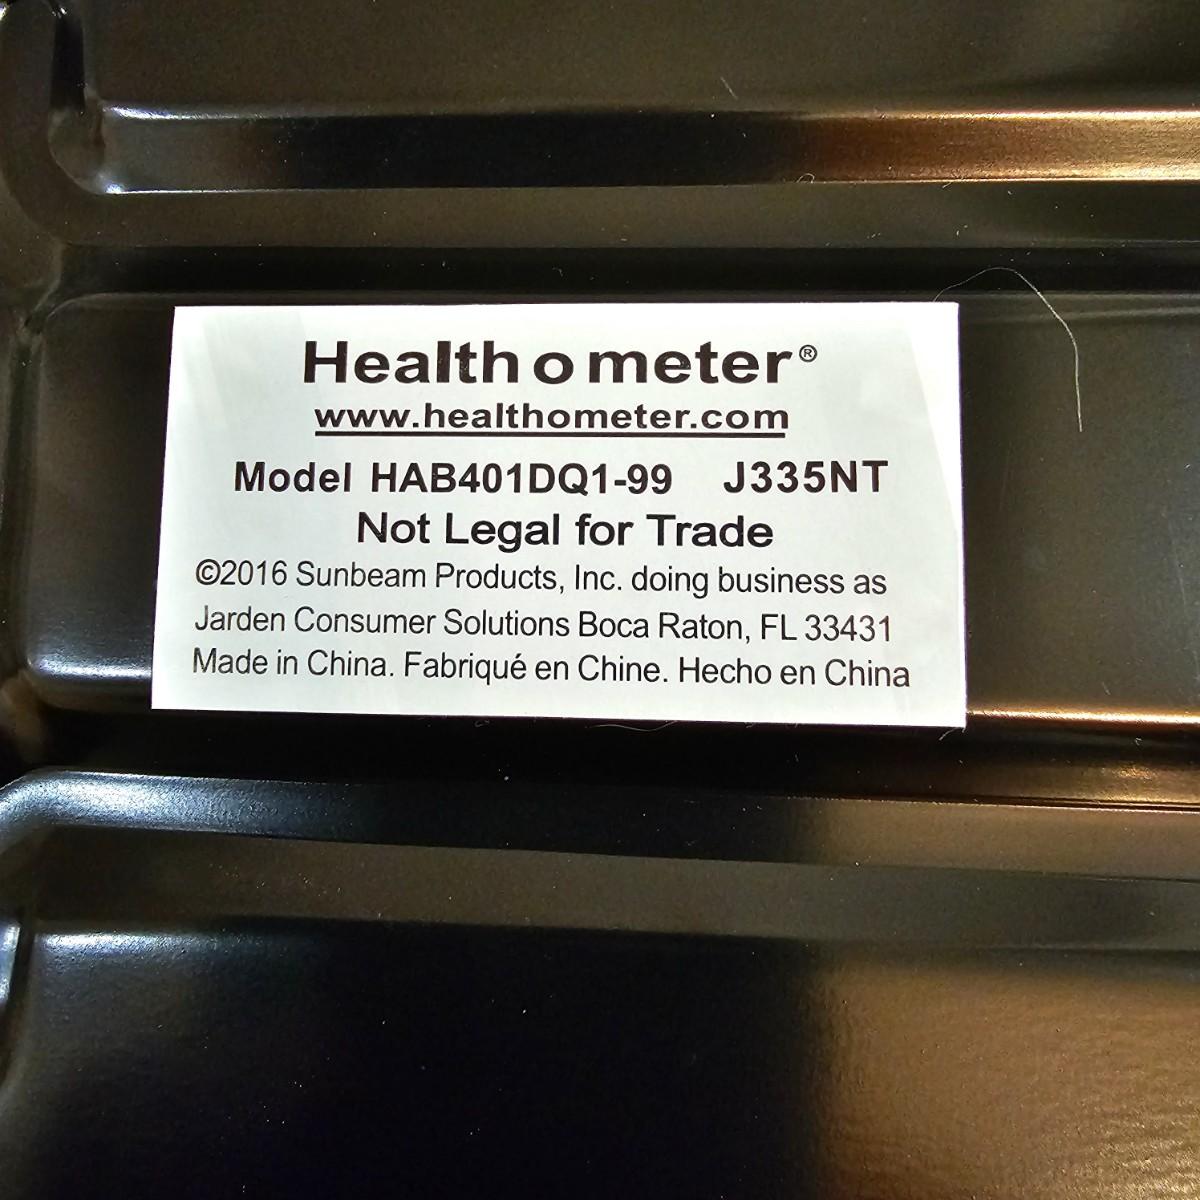 Health o meter®
www.healthometer.com
Model HAB401DQ1-99 J335NT
Not Legal for Trade
©2016 Sunbeam Products, Inc. doing business as
Jarden Consumer Solutions Boca Raton, FL 33431
Made in China. Fabriqué en Chine. Hecho en China